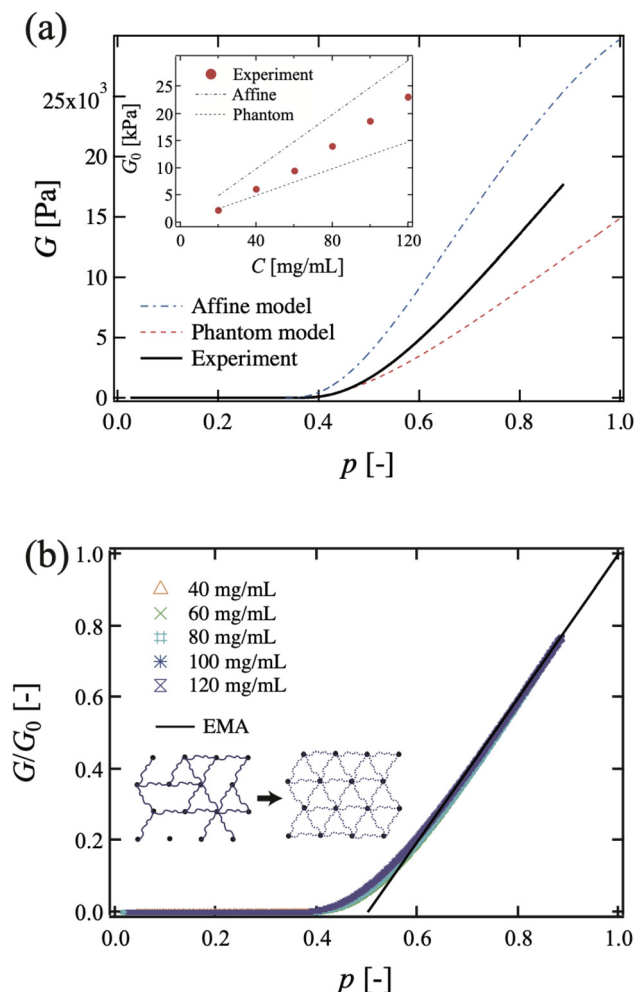 (a)
25x10³
20
15
10
5
0
G [Pa]
25
20
15
10
5
0
G₀ [kPa]
Experiment
Affine
Phantom
0 40 80 120
C [mg/mL]
Affine model
Phantom model
Experiment
0.0 0.2 0.4 0.6 0.8 1.0
p [-]
(b)
1.0
0.8
0.6
0.4
0.2
0.0
G/G₀ [-]
40 mg/mL
60 mg/mL
80 mg/mL
100 mg/mL
120 mg/mL
EMA
0.0 0.2 0.4 0.6 0.8 1.0
p [-]